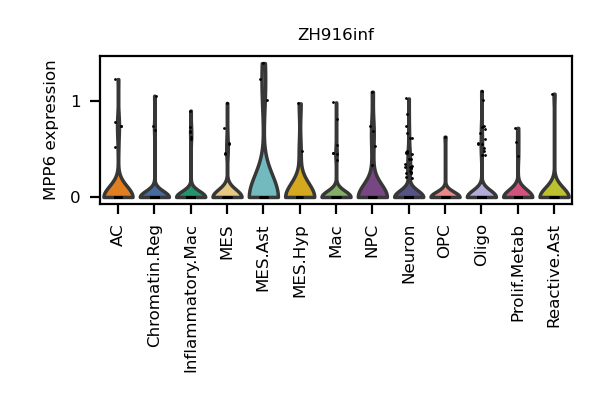 ZH916inf
MPP6 expression
1
0
AC
Chromatin.Reg
Inflammatory.Mac
MES
MES.Ast
MES.Hyp
Mac
NPC
Neuron
OPC
Oligo
Prolif.Metab
Reactive.Ast